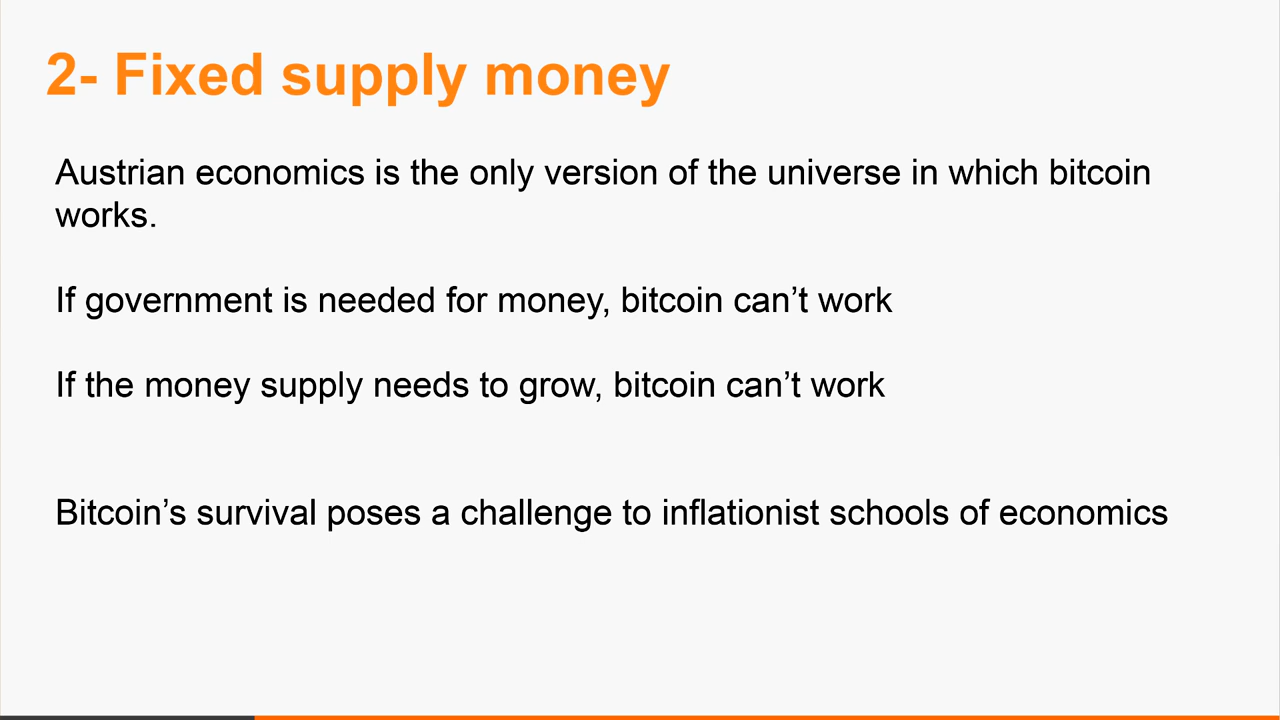 2- Fixed supply money
Austrian economics is the only version of the universe in which bitcoin
works.
If government is needed for money, bitcoin can’t work
If the money supply needs to grow, bitcoin can’t work
Bitcoin’s survival poses a challenge to inflationist schools of economics